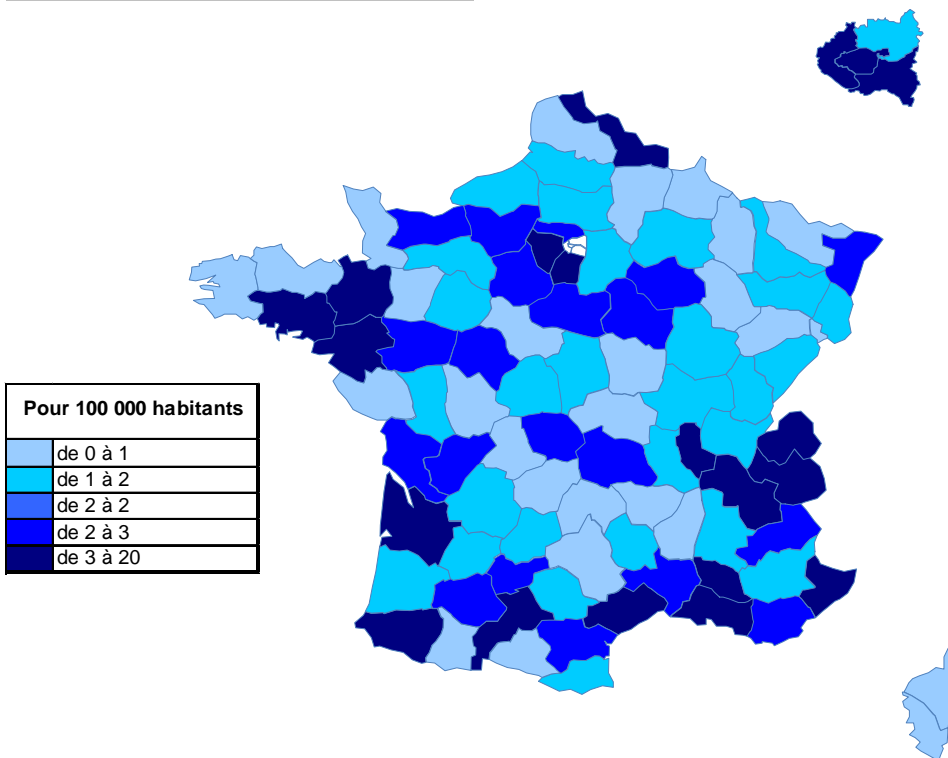 Pour 100 000 habitants
de 0 à 1
de 1 à 2
de 2 à 2
de 2 à 3
de 3 à 20